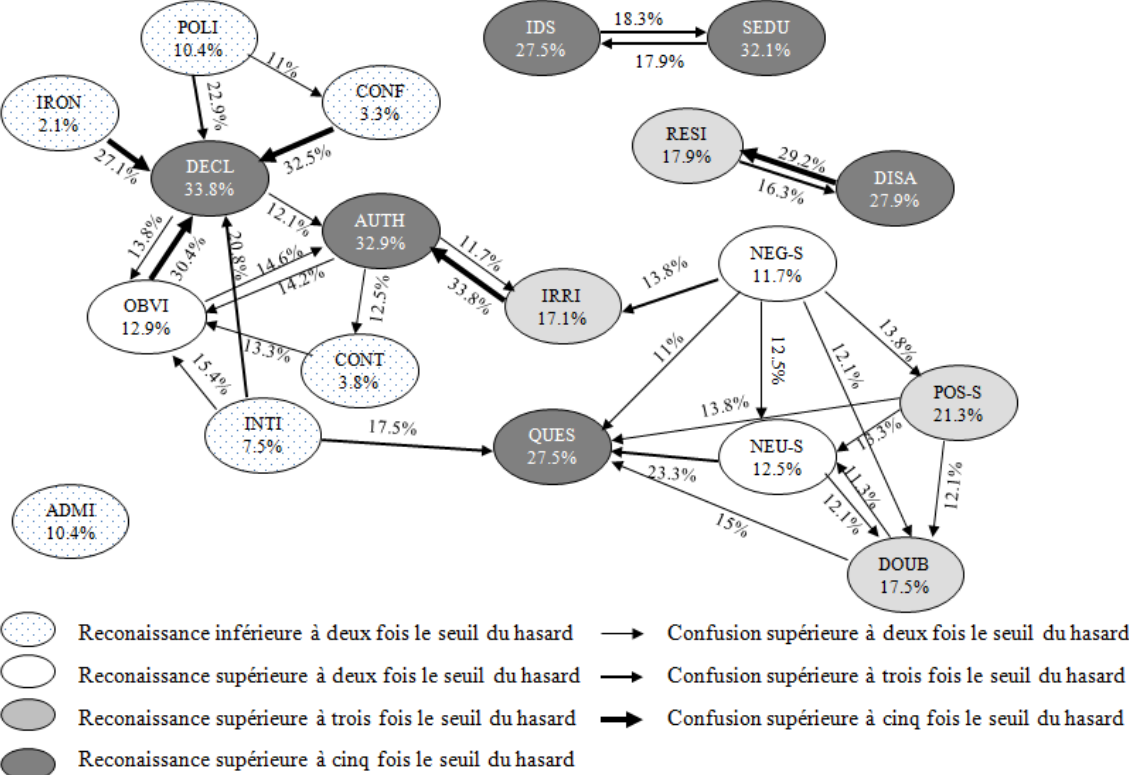 POLI
10.4%
IDS
27.5%
18.3%
17.9%
SEDU
32.1%
11%
22.9%
CONF
3.3%
IRON
2.1%
27.1%
32.5%
DECL
33.8%
RESI
17.9%
29.2%
16.3%
DISA
27.9%
12.1%
AUTH
32.9%
13.8%
30.4%
20.8%
14.6%
14.2%
11.7%
33.8%
NEG-S
11.7%
13.8%
OBVI
12.9%
12.5%
IRRI
17.1%
13.3%
CONT
3.8%
11%
12.5%
12.1%
13.8%
15.4%
INTI
7.5%
17.5%
POS-S
21.3%
13.8%
13.3%
QUES
27.5%
NEU-S
12.5%
23.3%
11.3%
12.1%
12.1%
15%
ADMI
10.4%
DOUB
17.5%
Reconaissance inférieure à deux fois le seuil du hasard
Confusion supérieure à deux fois le seuil du hasard
Reconaissance supérieure à deux fois le seuil du hasard
Confusion supérieure à trois fois le seuil du hasard
Reconaissance supérieure à trois fois le seuil du hasard
Confusion supérieure à cinq fois le seuil du hasard
Reconaissance supérieure à cinq fois le seuil du hasard